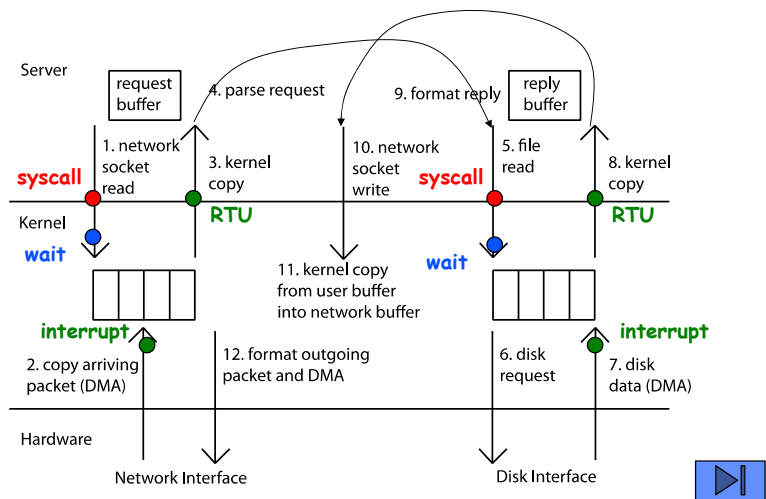 Server
request
buffer
4. parse request
9. format reply
reply
buffer
1. network
socket
read
3. kernel
copy
10. network
socket
write
5. file
read
8. kernel
copy
syscall
RTU
syscall
RTU
Kernel
wait
wait
11. kernel copy
from user buffer
into network buffer
interrupt
interrupt
2. copy arriving
packet (DMA)
12. format outgoing
packet and DMA
6. disk
request
7. disk
data (DMA)
Hardware
Network Interface
Disk Interface